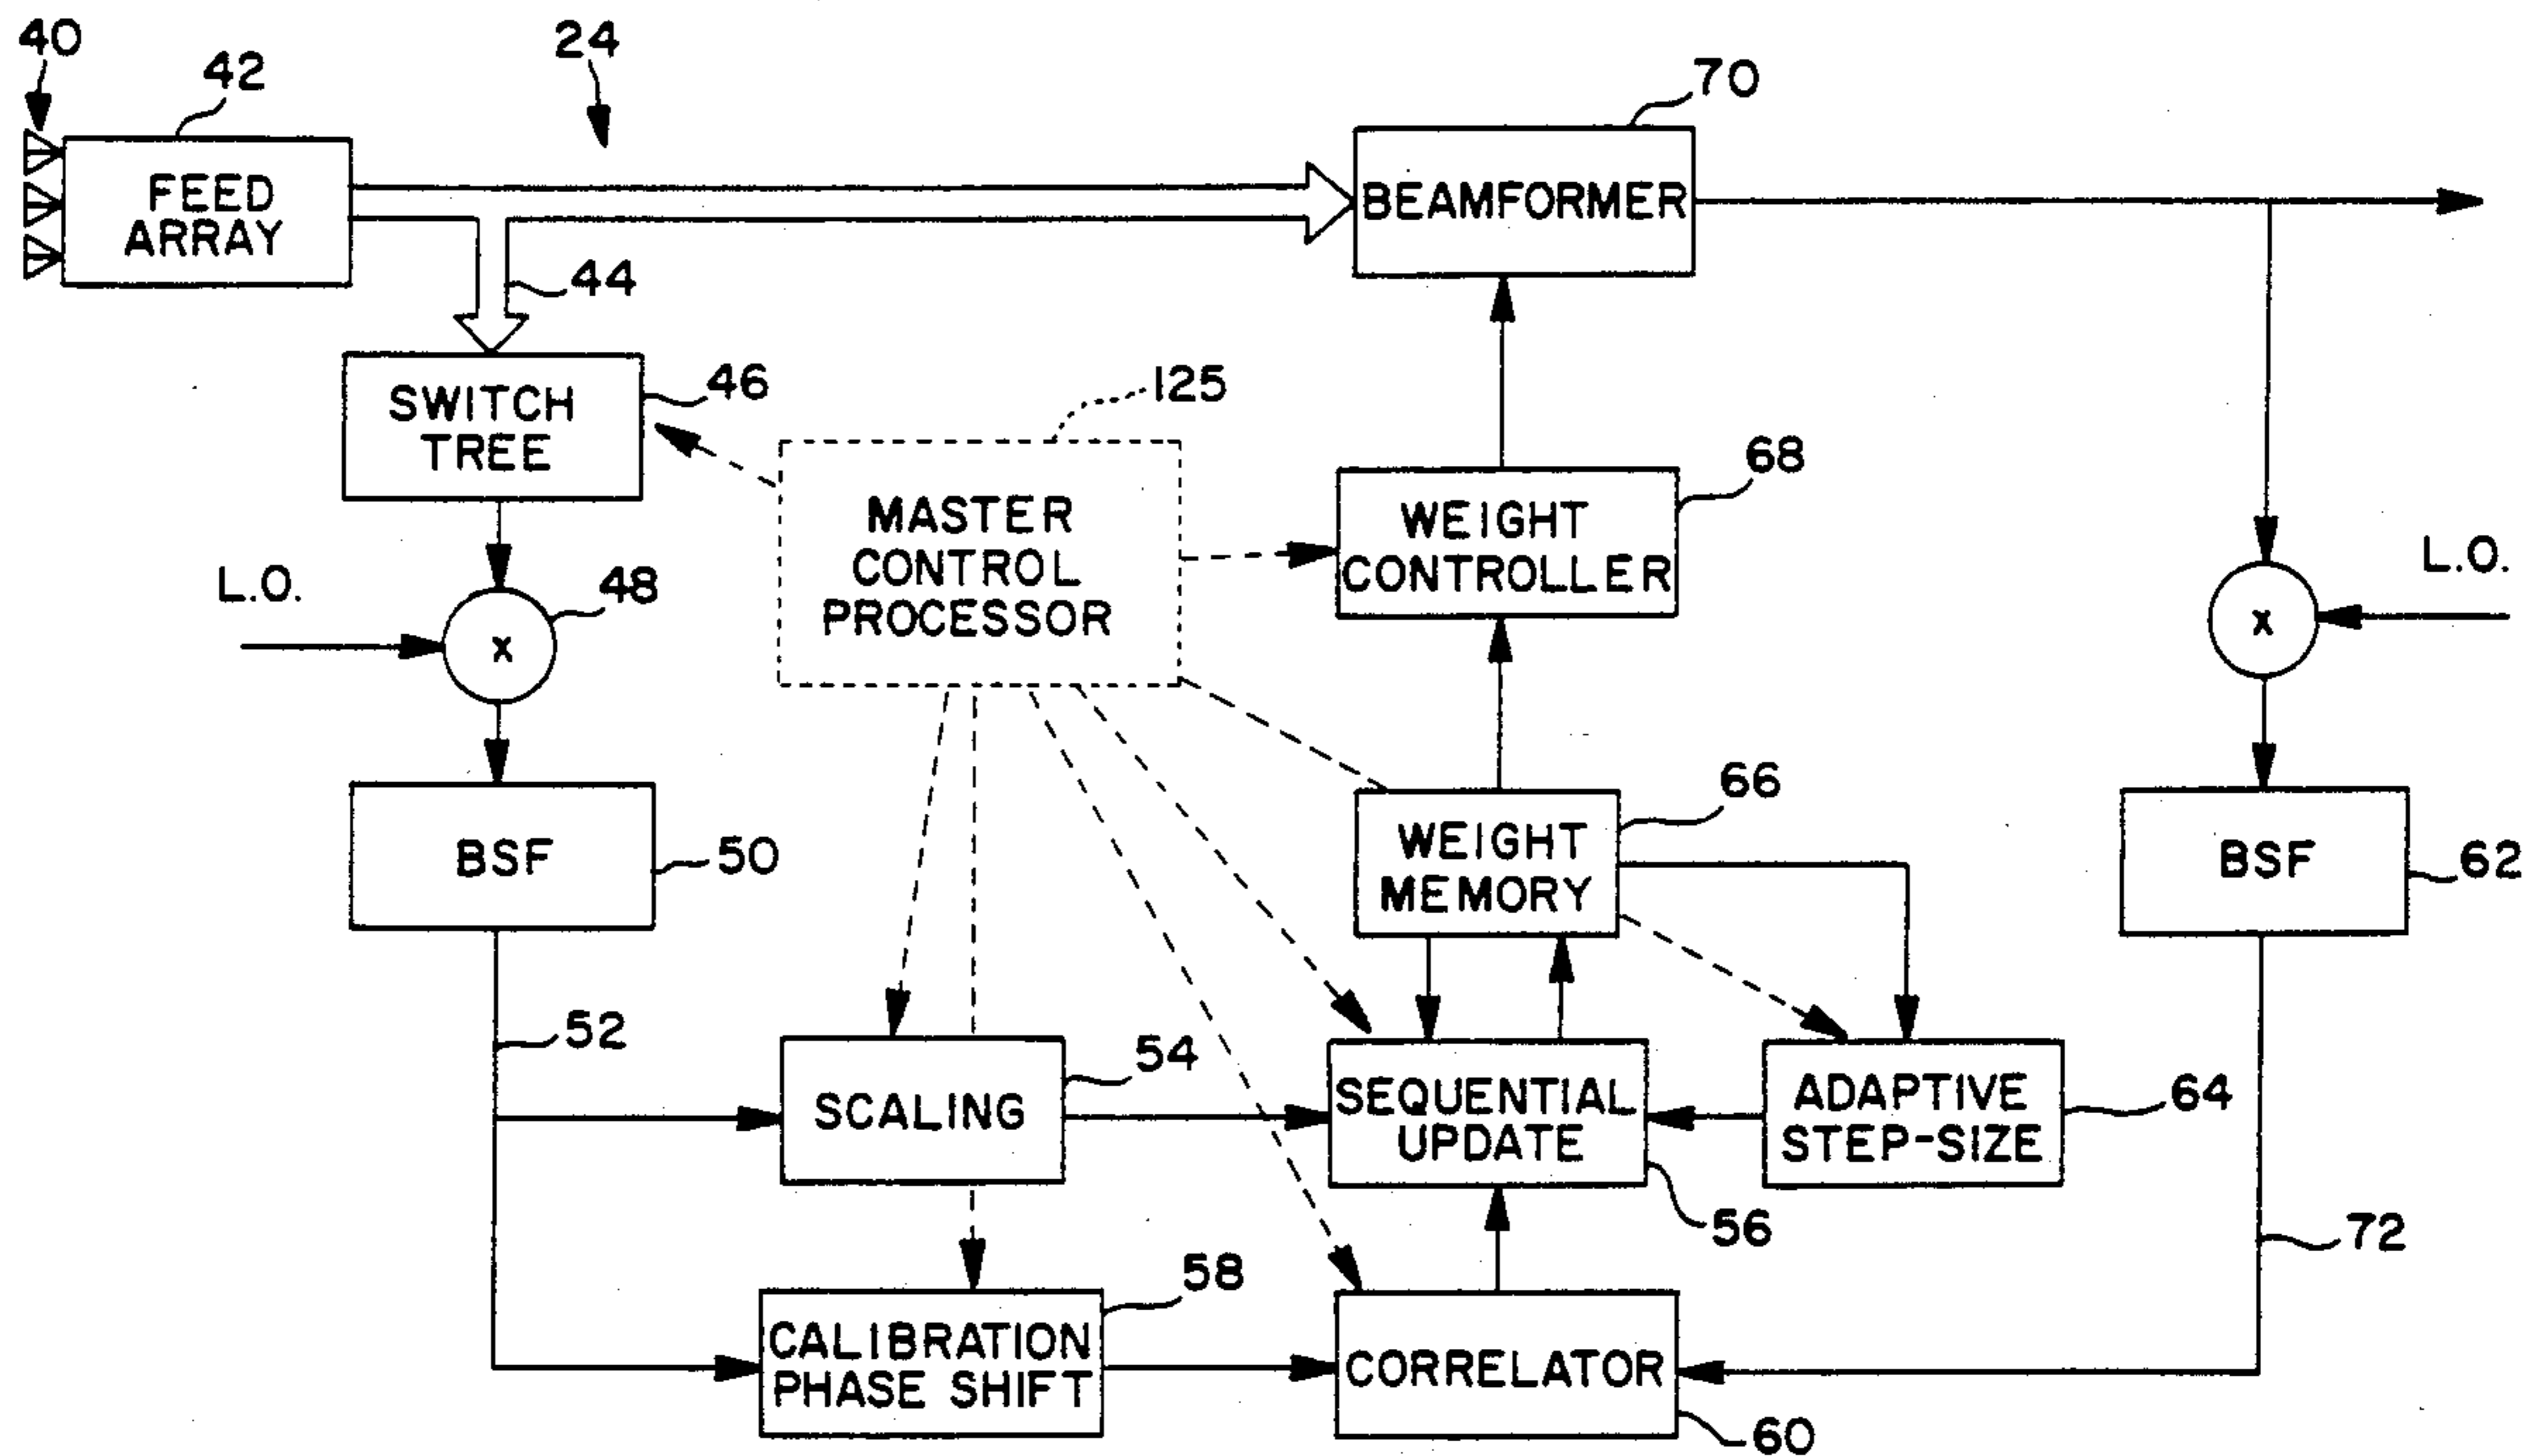 40
42
24
70
FEED
ARRAY
BEAMFORMER
44
SWITCH
TREE
46
125
MASTER
CONTROL
PROCESSOR
WEIGHT
CONTROLLER
68
L.O.
48
X
L.O.
X
BSF
50
WEIGHT
MEMORY
66
BSF
62
52
SCALING
54
SEQUENTIAL
UPDATE
56
ADAPTIVE
STEP-SIZE
64
72
CALIBRATION
PHASE SHIFT
58
CORRELATOR
60